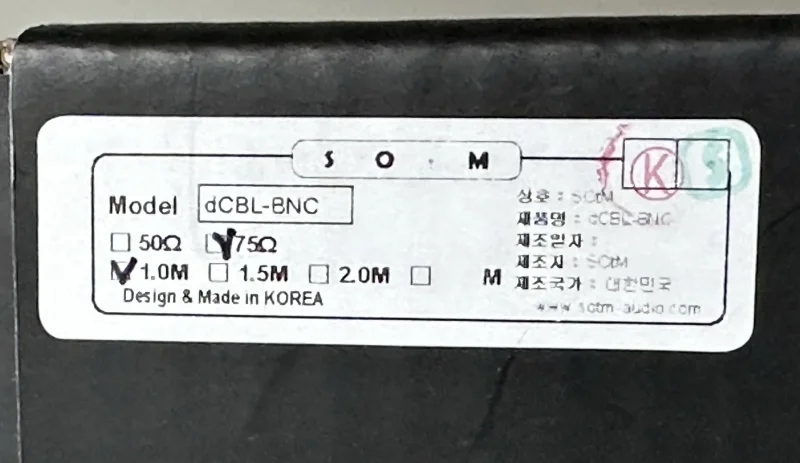 SO·M
K S
Model dCBL-BNC
50Ω 75Ω
1.0M 1.5M 2.0M M
Design & Made in KOREA
상호 : SOtM
제품명 : dCBL-BNC
제조일자 :
제조자 : SOtM
제조국가 : 대한민국
www.sotm-audio.com